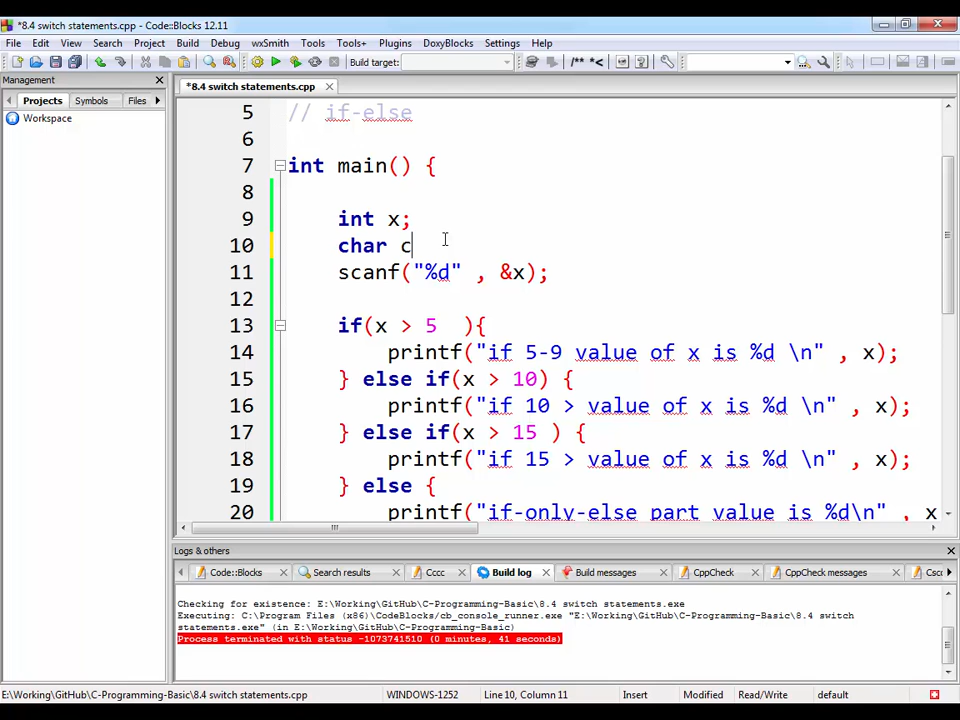 *8.4 switch statements.cpp - Code::Blocks 12.11
File Edit View Search Project Build Debug wxSmith Tools Tools+ Plugins DoxyBlocks Settings Help
Build target:
/** *<
Management
Projects Symbols Files
Workspace
*8.4 switch statements.cpp
5 // if-else
6
7 int main() {
8
9 int x;
10 char c
11 scanf("%d" , &x);
12
13 if(x > 5 ){
14 printf("if 5-9 value of x is %d \n" , x);
15 } else if(x > 10) {
16 printf("if 10 > value of x is %d \n" , x);
17 } else if(x > 15 ) {
18 printf("if 15 > value of x is %d \n" , x);
19 } else {
20 printf("if-only-else part value is %d\n" , x
Logs & others
Code::Blocks Search results Cccc Build log Build messages CppCheck CppCheck messages Cscc
Checking for existence: E:\Working\GitHub\C-Programming-Basic\8.4 switch statements.exe
Executing: C:\Program Files (x86)\CodeBlocks/cb_console_runner.exe "E:\Working\GitHub\C-Programming-Basic\8.4 switch
statements.exe" (in E:\Working\GitHub\C-Programming-Basic)
Process terminated with status -1073741510 (0 minutes, 41 seconds)
E:\Working\GitHub\C-Programming-Basic\8.4 switch statements.cpp WINDOWS-1252 Line 10, Column 11 Insert Modified Read/Write default